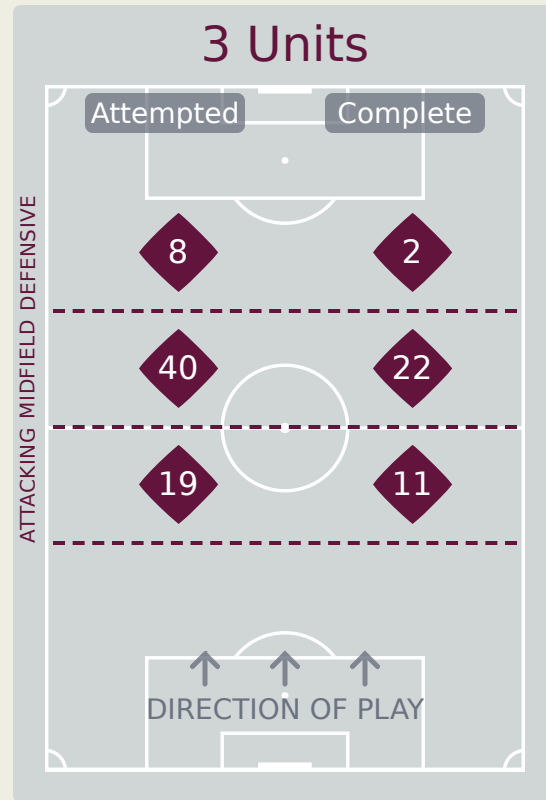 3 Units
Attempted Complete
ATTACKING MIDFIELD DEFENSIVE
8 2
40 22
19 11
DIRECTION OF PLAY